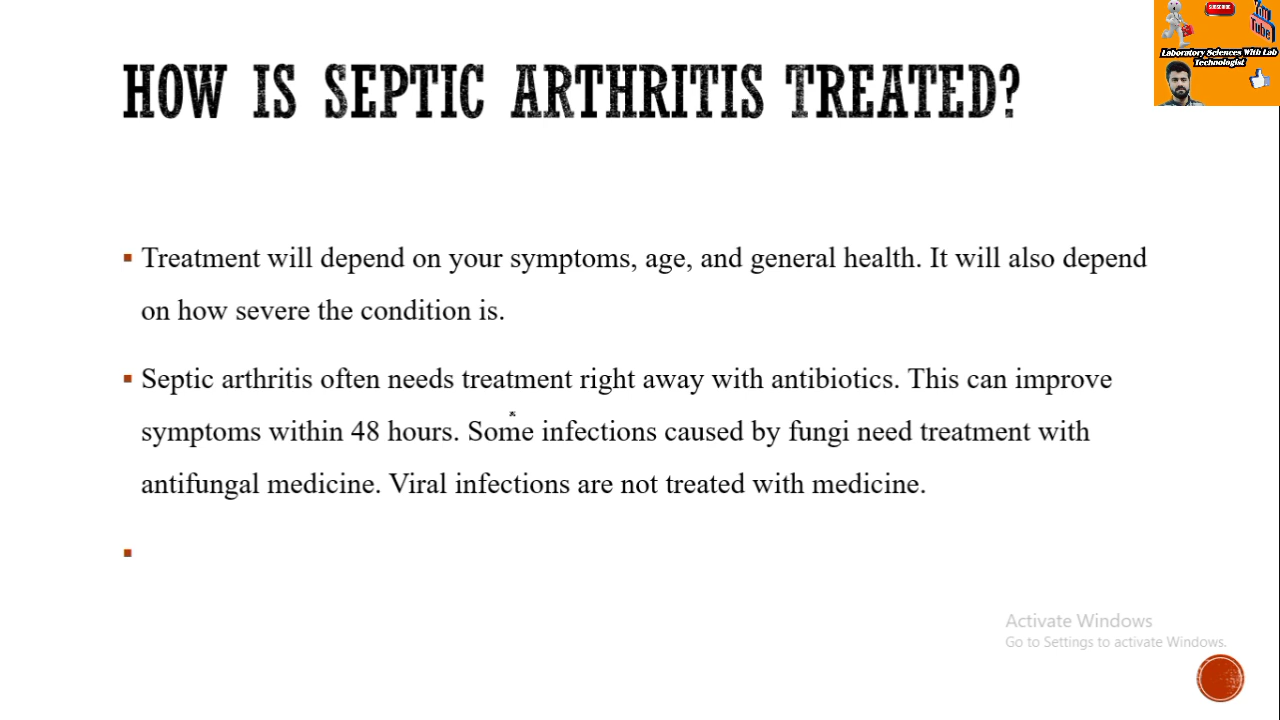 SUBSCRIBE
You
Tube
Laboratory Sciences With Lab
Technologist
HOW IS SEPTIC ARTHRITIS TREATED?
Treatment will depend on your symptoms, age, and general health. It will also depend
on how severe the condition is.
Septic arthritis often needs treatment right away with antibiotics. This can improve
symptoms within 48 hours. Some infections caused by fungi need treatment with
antifungal medicine. Viral infections are not treated with medicine.
Activate Windows
Go to Settings to activate Windows.